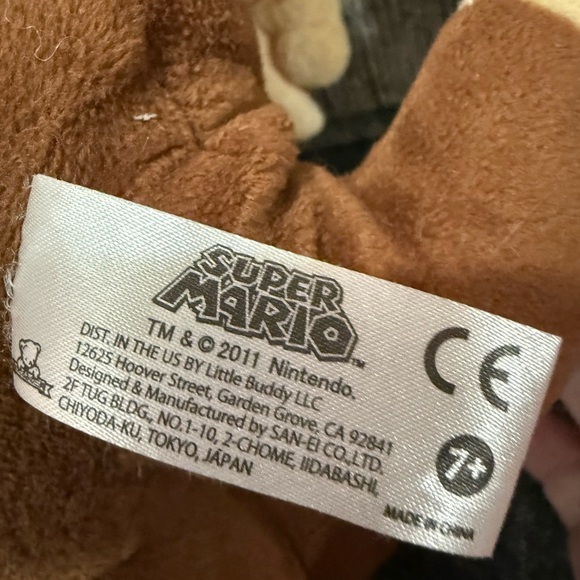 SUPER
MARIO™
TM & © 2011 Nintendo.
DIST. IN THE US BY Little Buddy LLC
12625 Hoover Street, Garden Grove, CA 92841
Designed & Manufactured by SAN-EI CO.,LTD.
2F TUG BLDG., NO.1-10, 2-CHOME, IIDABASHI,
CHIYODA-KU, TOKYO, JAPAN
CE
7+
MADE IN CHINA